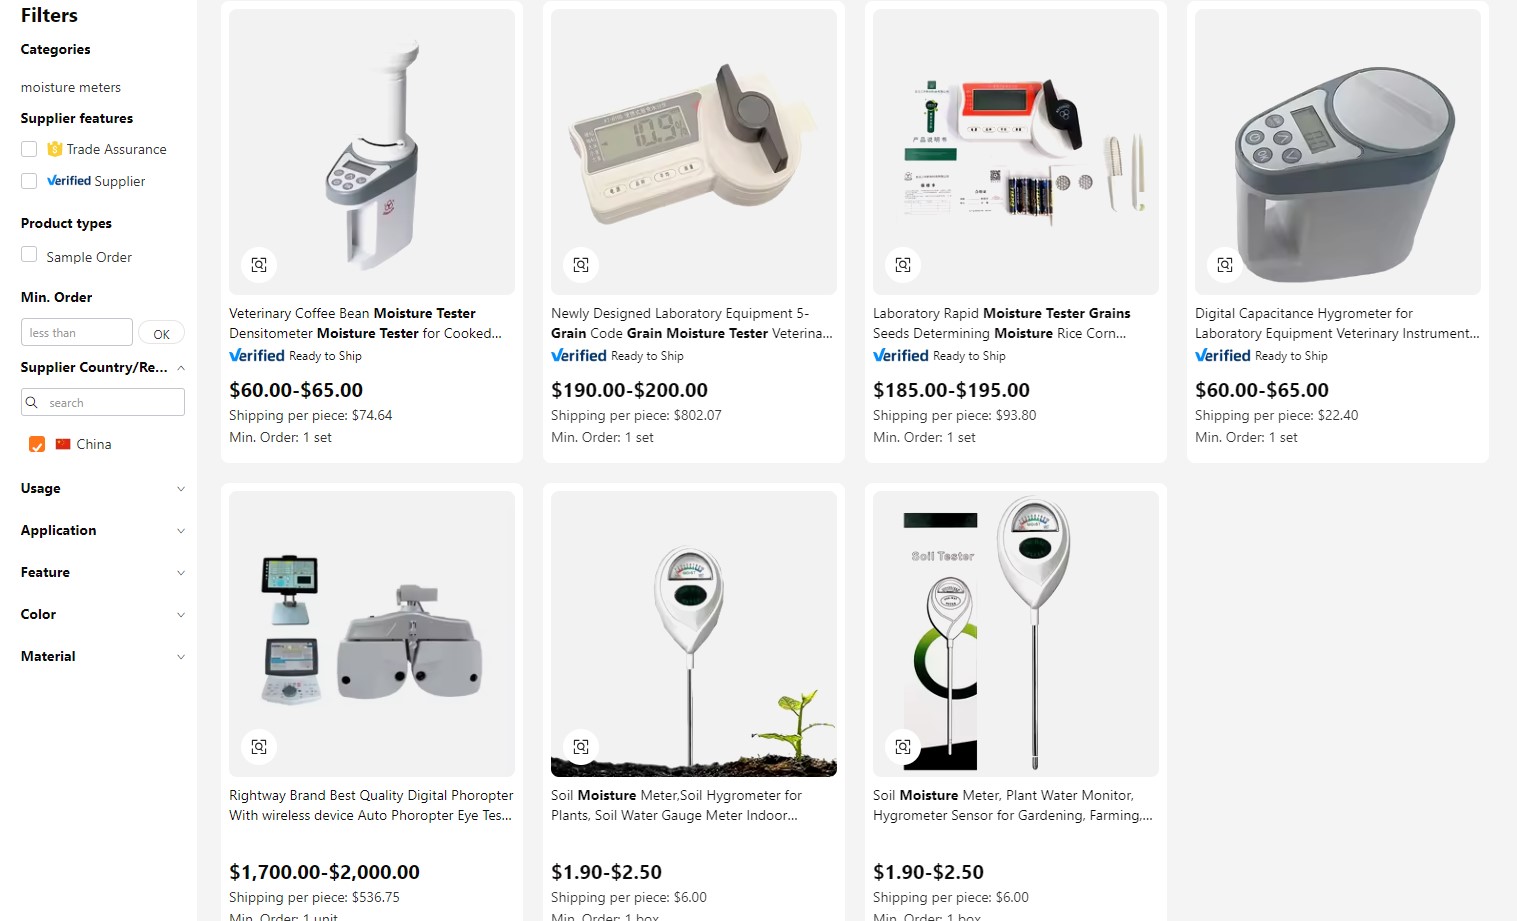 Filters
Categories
moisture meters
Supplier features
Trade Assurance
Verified Supplier
Product types
Sample Order
Min. Order
less than
OK
Supplier Country/Re...
search
China
Usage
Application
Feature
Color
Material
Veterinary Coffee Bean Moisture Tester
Densitometer Moisture Tester for Cooked...
Verified Ready to Ship
$60.00-$65.00
Shipping per piece: $74.64
Min. Order: 1 set
10.9%
Newly Designed Laboratory Equipment 5-
Grain Code Grain Moisture Tester Veterina...
Verified Ready to Ship
$190.00-$200.00
Shipping per piece: $802.07
Min. Order: 1 set
产品说明书
Laboratory Rapid Moisture Tester Grains
Seeds Determining Moisture Rice Corn...
Verified Ready to Ship
$185.00-$195.00
Shipping per piece: $93.80
Min. Order: 1 set
Digital Capacitance Hygrometer for
Laboratory Equipment Veterinary Instrument...
Verified Ready to Ship
$60.00-$65.00
Shipping per piece: $22.40
Min. Order: 1 set
Rightway Brand Best Quality Digital Phoropter
With wireless device Auto Phoropter Eye Tes...
$1,700.00-$2,000.00
Shipping per piece: $536.75
Min. Order: 1 unit
MOIST
Soil Moisture Meter,Soil Hygrometer for
Plants, Soil Water Gauge Meter Indoor...
$1.90-$2.50
Shipping per piece: $6.00
Min. Order: 1 box
Soil Tester
MOIST
Soil Moisture Meter, Plant Water Monitor,
Hygrometer Sensor for Gardening, Farming,...
$1.90-$2.50
Shipping per piece: $6.00
Min. Order: 1 box